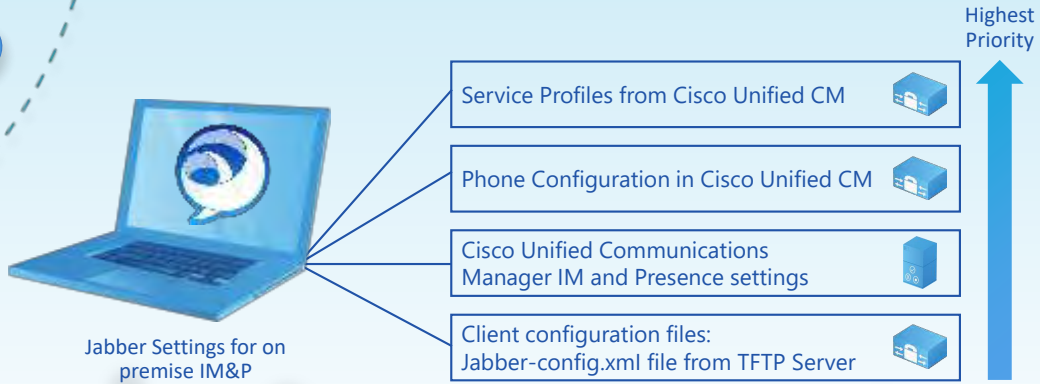 Highest
Priority
Service Profiles from Cisco Unified CM
Phone Configuration in Cisco Unified CM
Cisco Unified Communications
Manager IM and Presence settings
Client configuration files:
Jabber-config.xml file from TFTP Server
Jabber Settings for on
premise IM&P